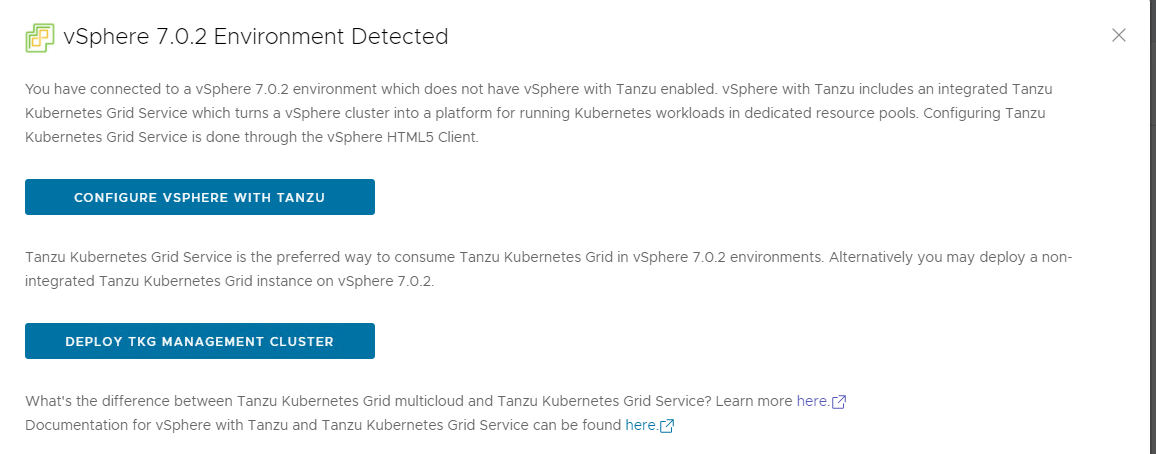 vSphere 7.0.2 Environment Detected
You have connected to a vSphere 7.0.2 environment which does not have vSphere with Tanzu enabled. vSphere with Tanzu includes an integrated Tanzu
Kubernetes Grid Service which turns a vSphere cluster into a platform for running Kubernetes workloads in dedicated resource pools. Configuring Tanzu
Kubernetes Grid Service is done through the vSphere HTML5 Client.
CONFIGURE VSPHERE WITH TANZU
Tanzu Kubernetes Grid Service is the preferred way to consume Tanzu Kubernetes Grid in vSphere 7.0.2 environments. Alternatively you may deploy a non-
integrated Tanzu Kubernetes Grid instance on vSphere 7.0.2.
DEPLOY TKG MANAGEMENT CLUSTER
What's the difference between Tanzu Kubernetes Grid multicloud and Tanzu Kubernetes Grid Service? Learn more here.
Documentation for vSphere with Tanzu and Tanzu Kubernetes Grid Service can be found here.